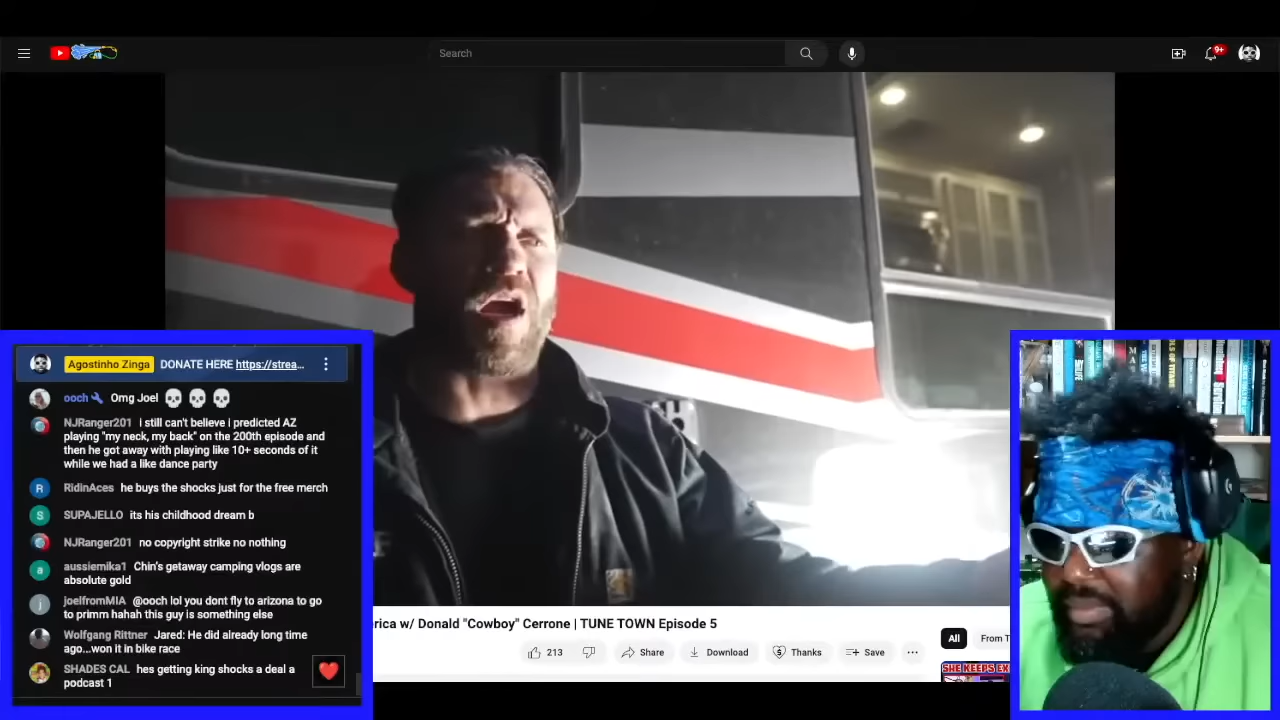 Search
9+
Agostinho Zinga DONATE HERE https://strea...
ooch Omg Joel 💀 💀 💀
NJRanger201 I still can't believe I predicted AZ
playing "my neck, my back" on the 200th episode and
then he got away with playing like 10+ seconds of it
while we had a like dance party
R RidinAces he buys the shocks just for the free merch
S SUPAJELLO its his childhood dream b
NJRanger201 no copyright strike no nothing
a aussiemika1 Chin's getaway camping vlogs are
absolute gold
j joelfromMIA @ooch lol you dont fly to arizona to go
to primm hahah this guy is something else
Wolfgang Rittner Jared: He did already long time
ago...won it in bike race
SHADES CAL hes getting king shocks a deal a
podcast 1
rica w/ Donald "Cowboy" Cerrone | TUNE TOWN Episode 5
213 Share Download Thanks Save
All From T
SHE KEEPS EX